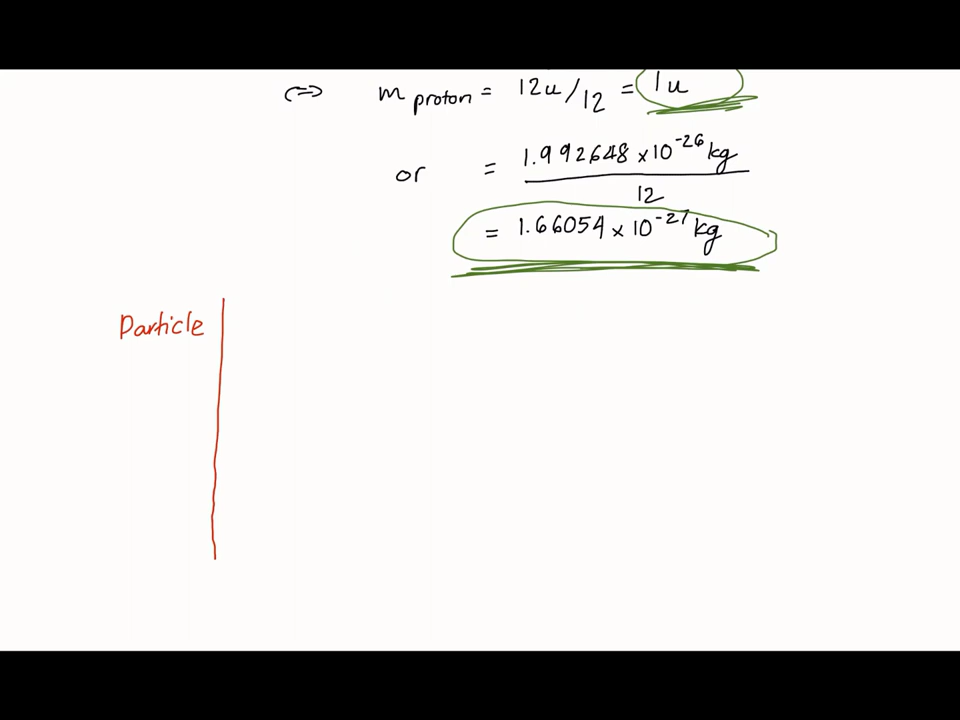 ⇔ m proton = 12u/12 = 1u
or = 1.992648 × 10^-26 kg
12
= 1.66054 × 10^-27 kg
Particle